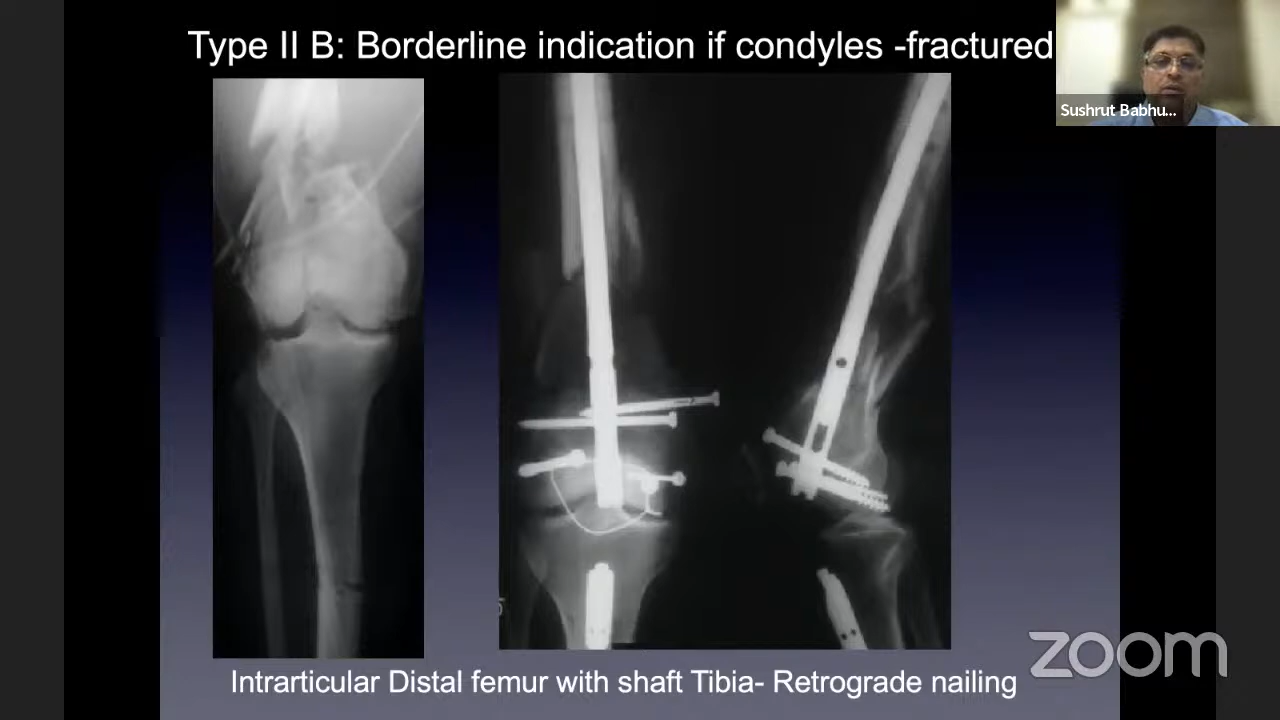 Type II B: Borderline indication if condyles -fractured
Sushrut Babhu...
Intrarticular Distal femur with shaft Tibia- Retrograde nailing
zoom